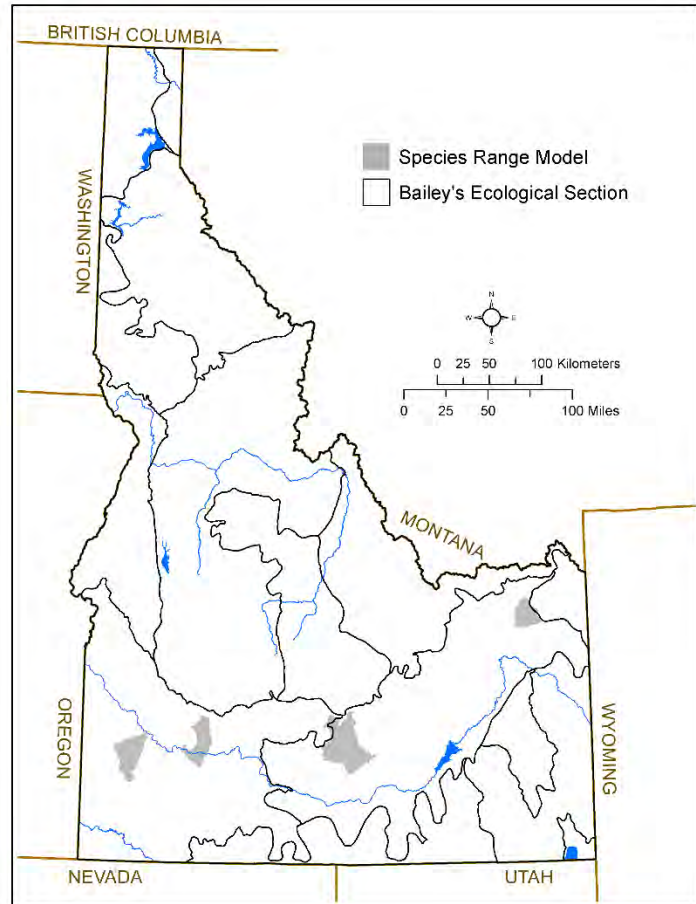 BRITISH COLUMBIA
Species Range Model
Bailey's Ecological Section
WASHINGTON
N
W E
S
0 25 50 100 Kilometers
0 25 50 100 Miles
MONTANA
OREGON
WYOMING
NEVADA
UTAH